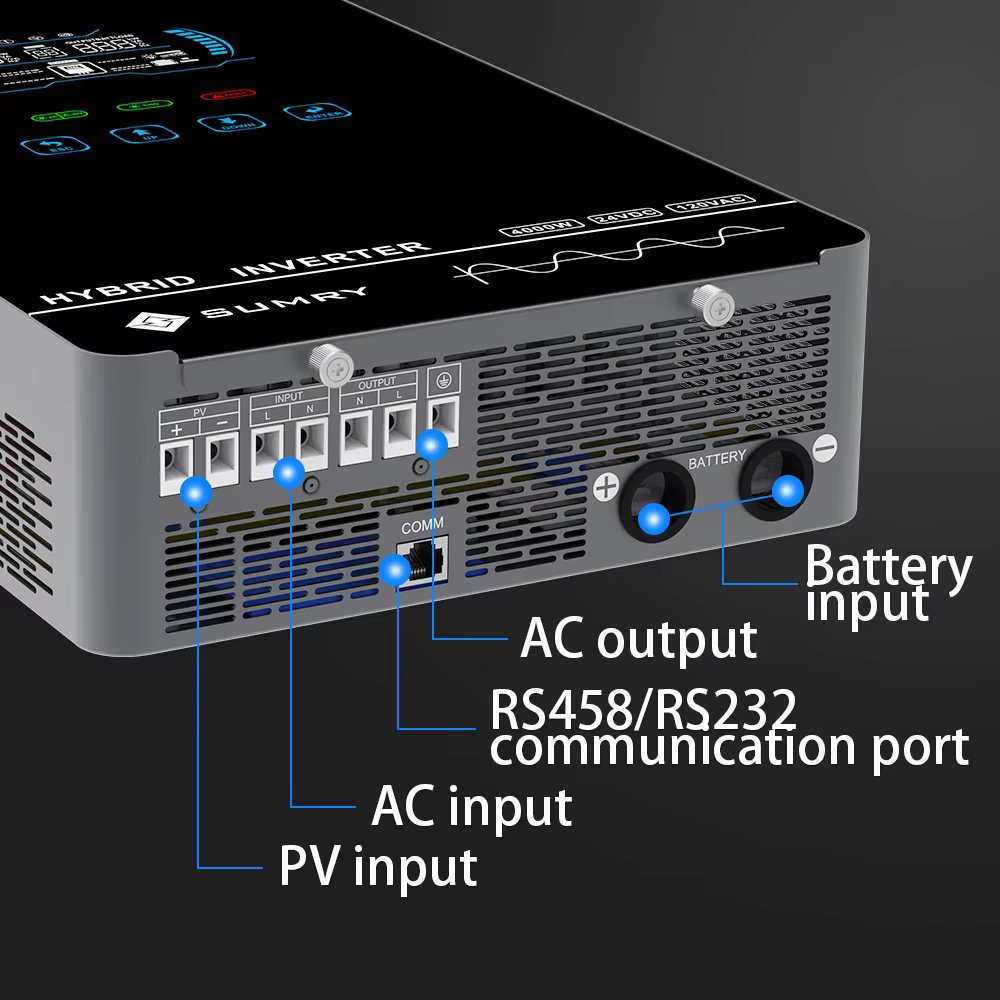 OUTPUTBATTLOAD
ESC
UP
DOWN
ENTER
HYBRID INVERTER
4000W 24VDC 120VAC
SUMRY
PV
+ −
INPUT
L N
OUTPUT
N L
BATTERY
+ −
COMM
Battery
input
AC output
RS458/RS232
communication port
AC input
PV input